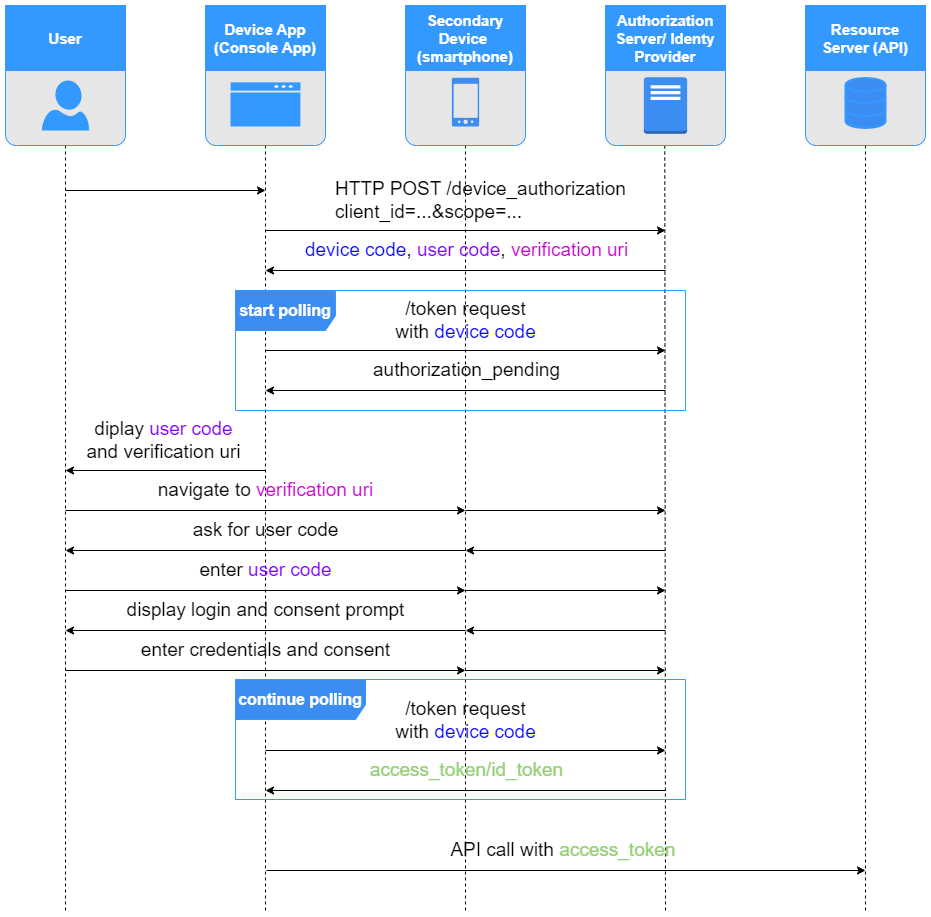 User
Device App
(Console App)
Secondary
Device
(smartphone)
Authorization
Server/ Identy
Provider
Resource
Server (API)
HTTP POST /device_authorization
client_id=...&scope=...
device code, user code, verification uri
start polling
/token request
with device code
authorization_pending
diplay user code
and verification uri
navigate to verification uri
ask for user code
enter user code
display login and consent prompt
enter credentials and consent
continue polling
/token request
with device code
access_token/id_token
API call with access_token